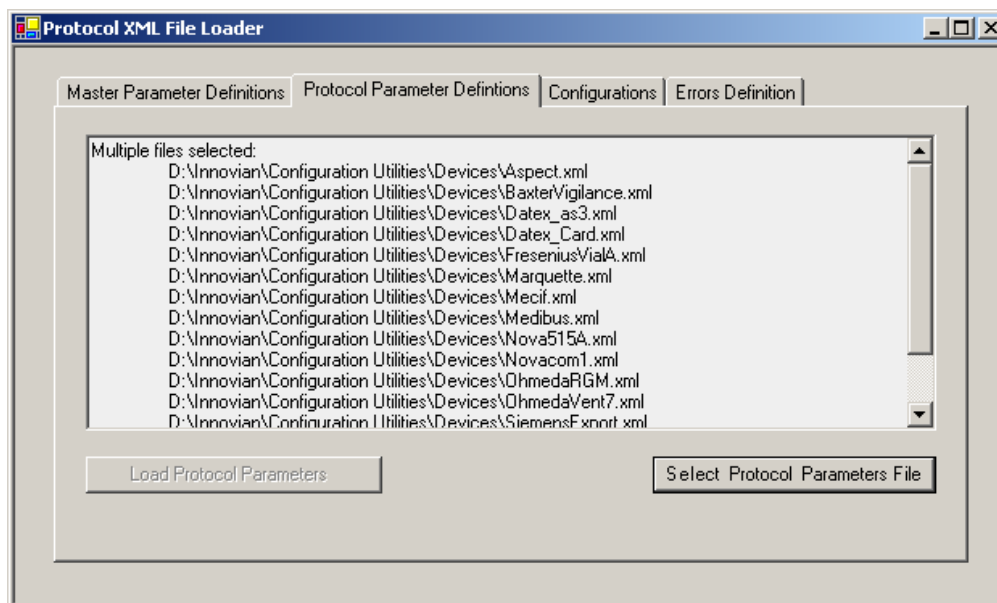 Protocol XML File Loader
Master Parameter Definitions
Protocol Parameter Defintions
Configurations
Errors Definition
Multiple files selected:
D:\Innovian\Configuration Utilities\Devices\Aspect.xml
D:\Innovian\Configuration Utilities\Devices\BaxterVigilance.xml
D:\Innovian\Configuration Utilities\Devices\Datex_as3.xml
D:\Innovian\Configuration Utilities\Devices\Datex_Card.xml
D:\Innovian\Configuration Utilities\Devices\FreseniusVialA.xml
D:\Innovian\Configuration Utilities\Devices\Marquette.xml
D:\Innovian\Configuration Utilities\Devices\Mecif.xml
D:\Innovian\Configuration Utilities\Devices\Medibus.xml
D:\Innovian\Configuration Utilities\Devices\Nova515A.xml
D:\Innovian\Configuration Utilities\Devices\Novacom1.xml
D:\Innovian\Configuration Utilities\Devices\OhmedaRGM.xml
D:\Innovian\Configuration Utilities\Devices\OhmedaVent7.xml
D:\Innovian\Configuration Utilities\Devices\SiemensExport.xml
Load Protocol Parameters
Select Protocol Parameters File